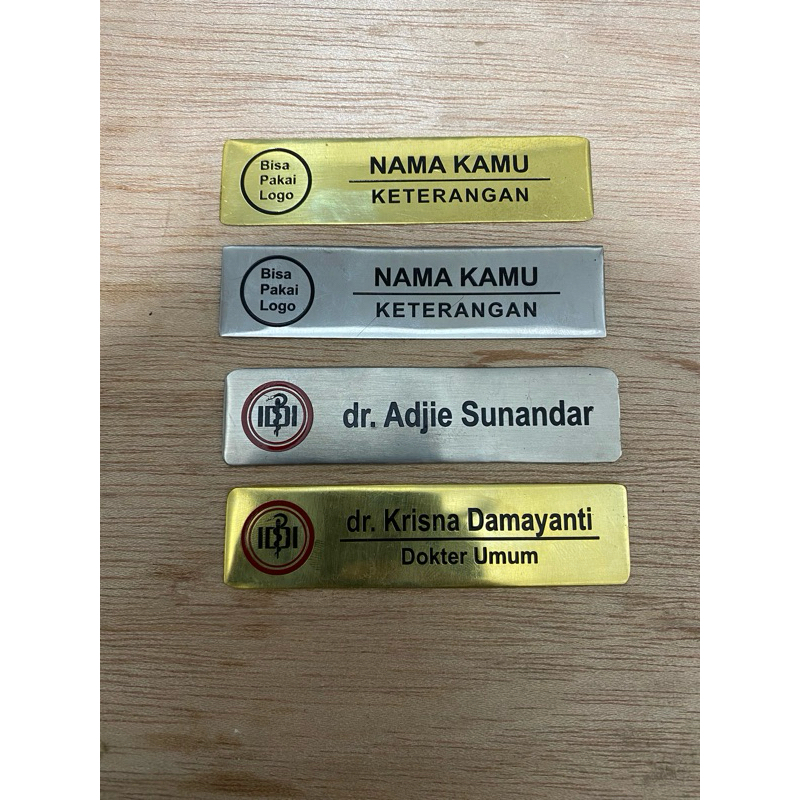 Bisa
Pakai
Logo
NAMA KAMU
KETERANGAN
Bisa
Pakai
Logo
NAMA KAMU
KETERANGAN
IDI
dr. Adjie Sunandar
IDI
dr. Krisna Damayanti
Dokter Umum